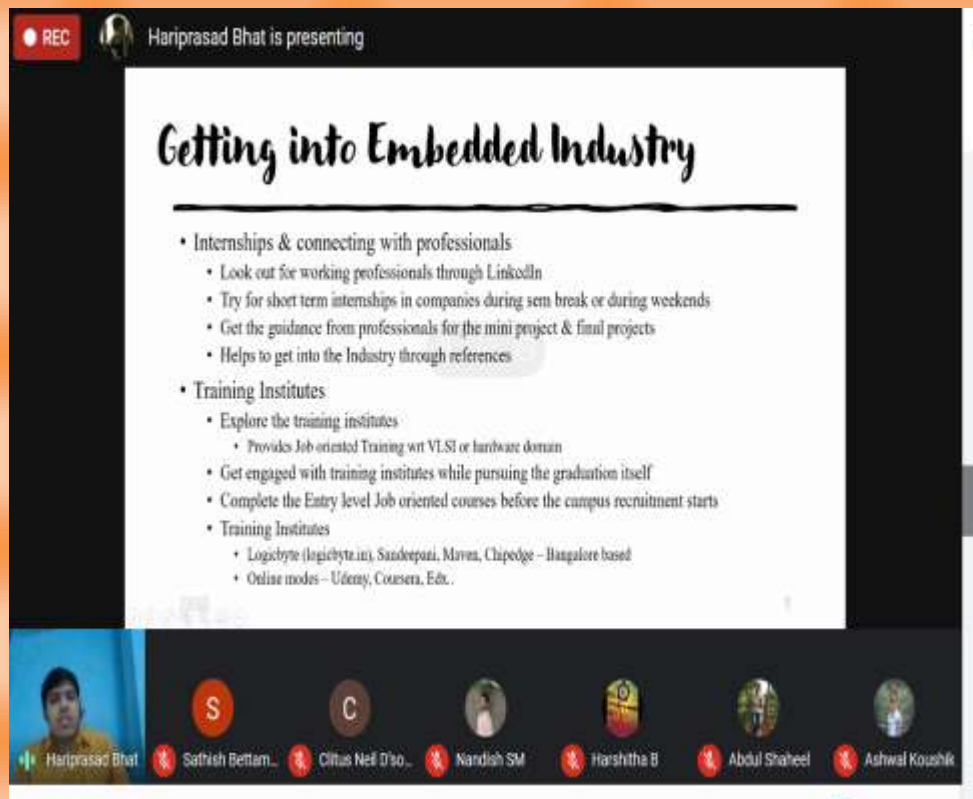 REC
Hariprasad Bhat is presenting
Getting into Embedded Industry
• Internships & connecting with professionals
• Look out for working professionals through LinkedIn
• Try for short term internships in companies during sem break or during weekends
• Get the guidance from professionals for the mini project & final projects
• Helps to get into the Industry through references
• Training Institutes
• Explore the training institutes
• Provides Job oriented Training wrt VLSI or hardware domain
• Get engaged with training institutes while pursuing the graduation itself
• Complete the Entry level Job oriented courses before the campus recruitment starts
• Training Institutes
• Logicbyte (logicbyte.in), Sandeepani, Maven, Chipedge – Bangalore based
• Online modes – Udemy, Coursera, Edx..
S
C
Hariprasad Bhat
Sathish Bettam...
Clitus Neil D'so...
Nandish SM
Harshitha B
Abdul Shaheel
Ashwal Koushik